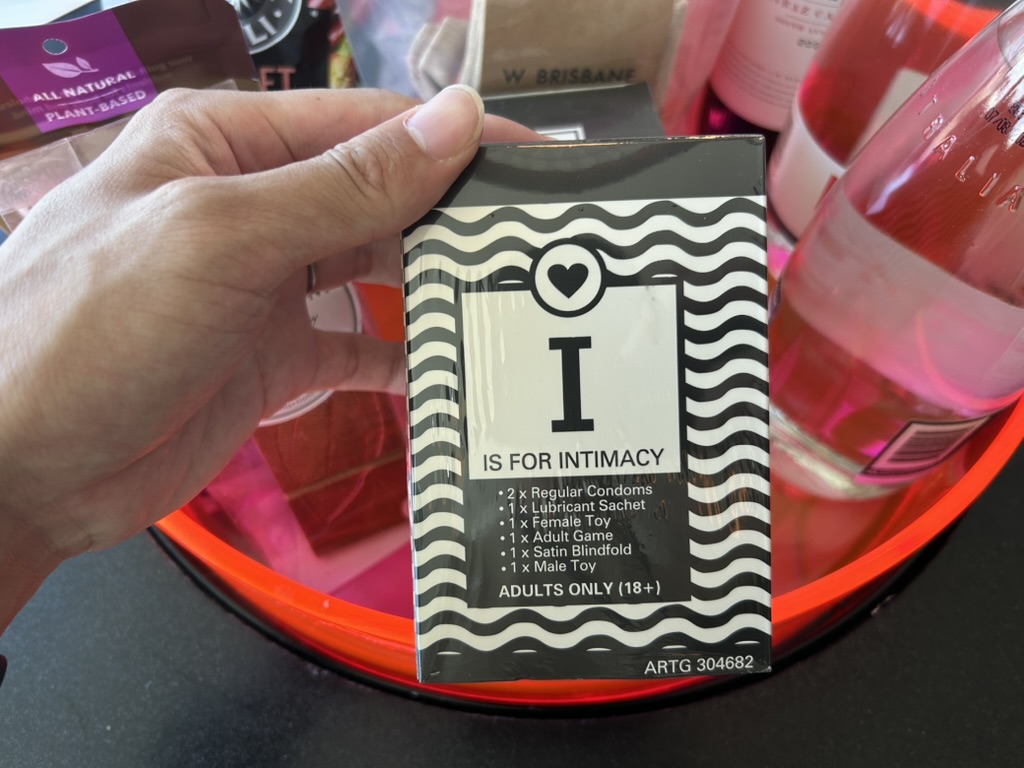 ALL NATURAL
PLANT-BASED
W BRISBANE
I
IS FOR INTIMACY
• 2 x Regular Condoms
• 1 x Lubricant Sachet
• 1 x Female Toy
• 1 x Adult Game
• 1 x Satin Blindfold
• 1 x Male Toy
ADULTS ONLY (18+)
ARTG 304682